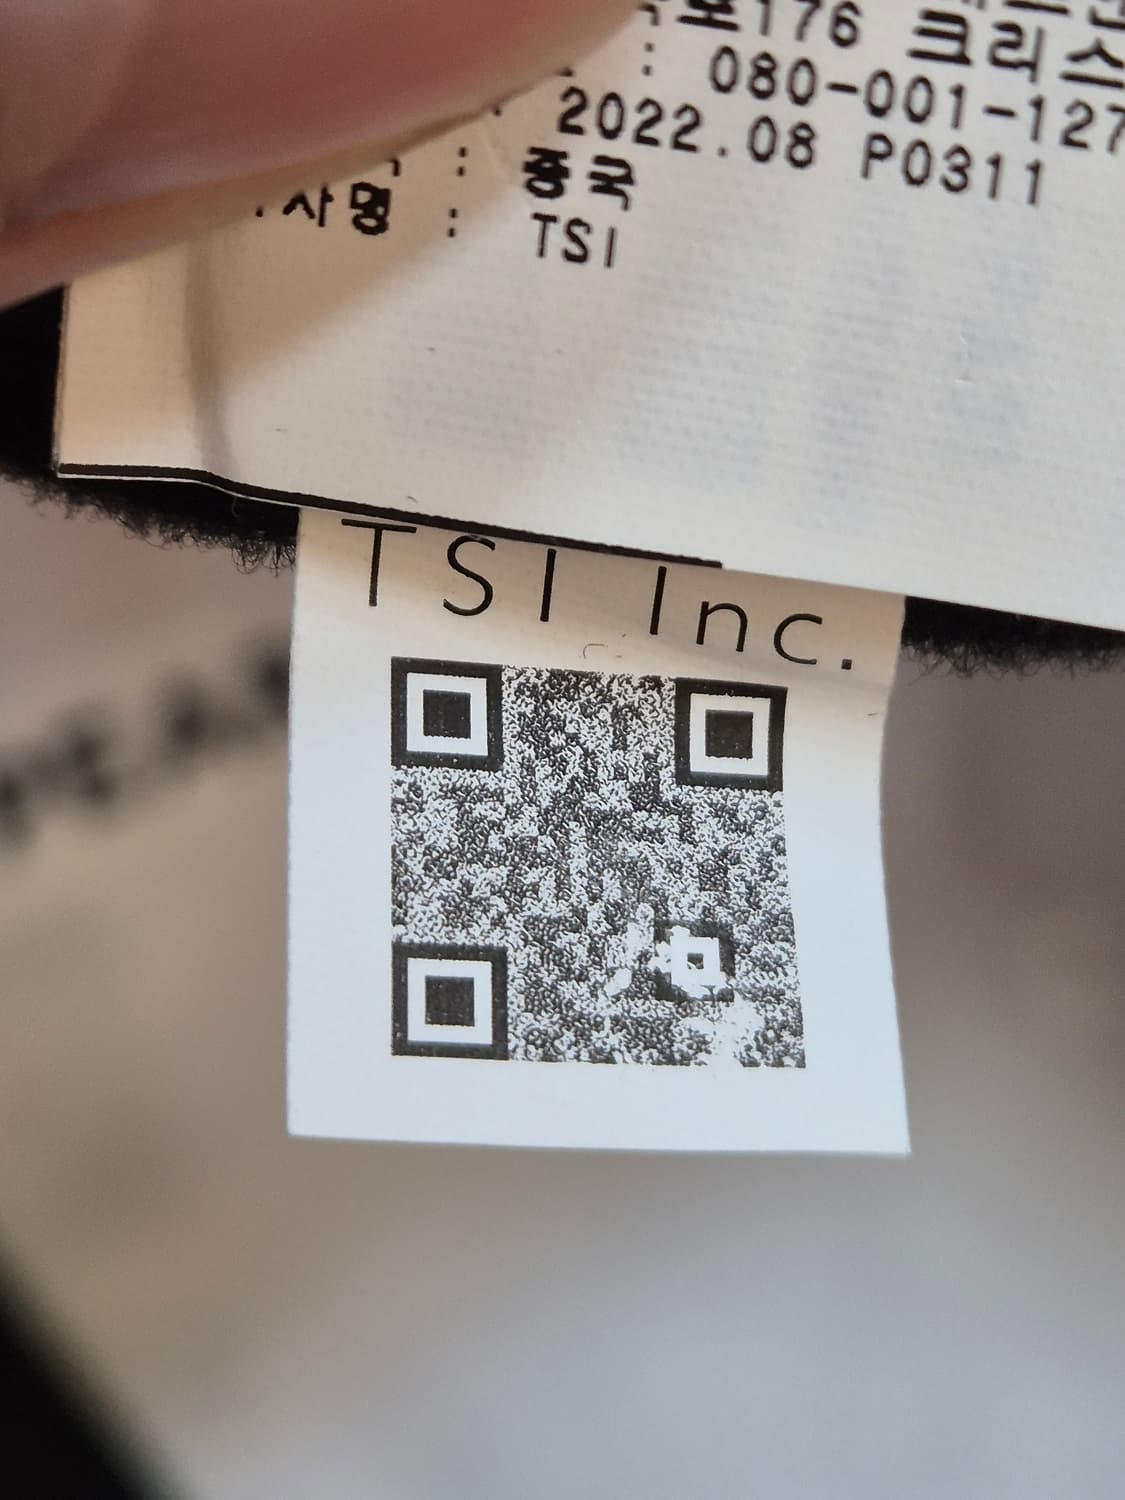 176 크리스
: 080-001-127
2022.08 P0311
: 중국
사명 : TSI
TSI Inc.